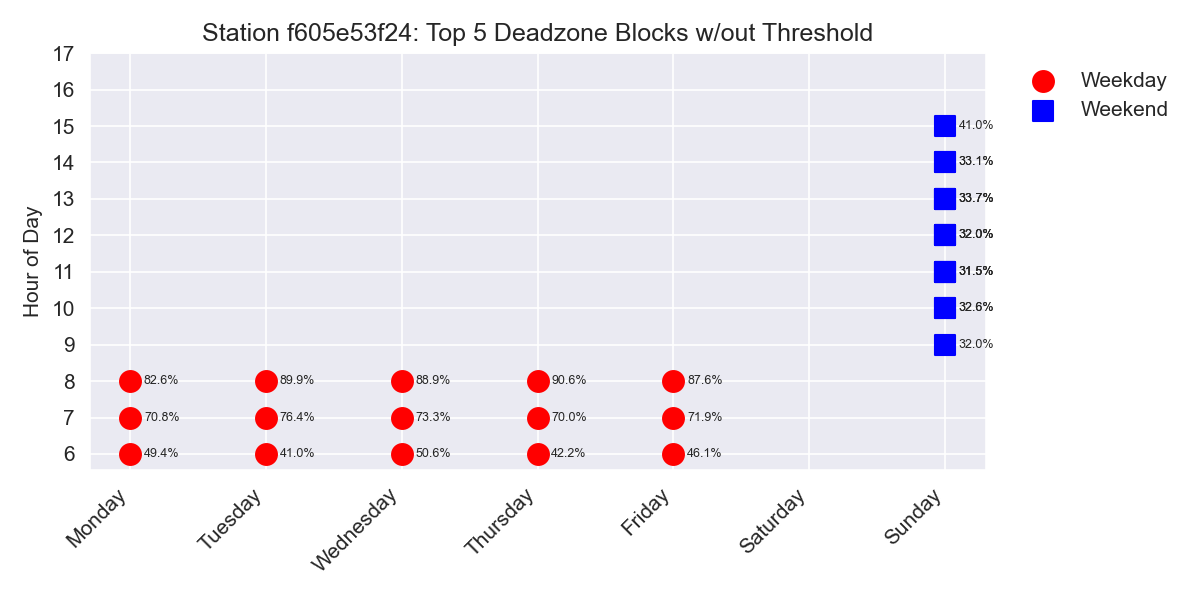 Station f605e53f24: Top 5 Deadzone Blocks w/out Threshold
Weekday
Weekend
Hour of Day
17
16
15
14
13
12
11
10
9
8
7
6
41.0%
33.1%
33.7%
32.0%
31.5%
32.6%
32.0%
82.6% 89.9% 88.9% 90.6% 87.6%
70.8% 76.4% 73.3% 70.0% 71.9%
49.4% 41.0% 50.6% 42.2% 46.1%
Monday Tuesday Wednesday Thursday Friday Saturday Sunday